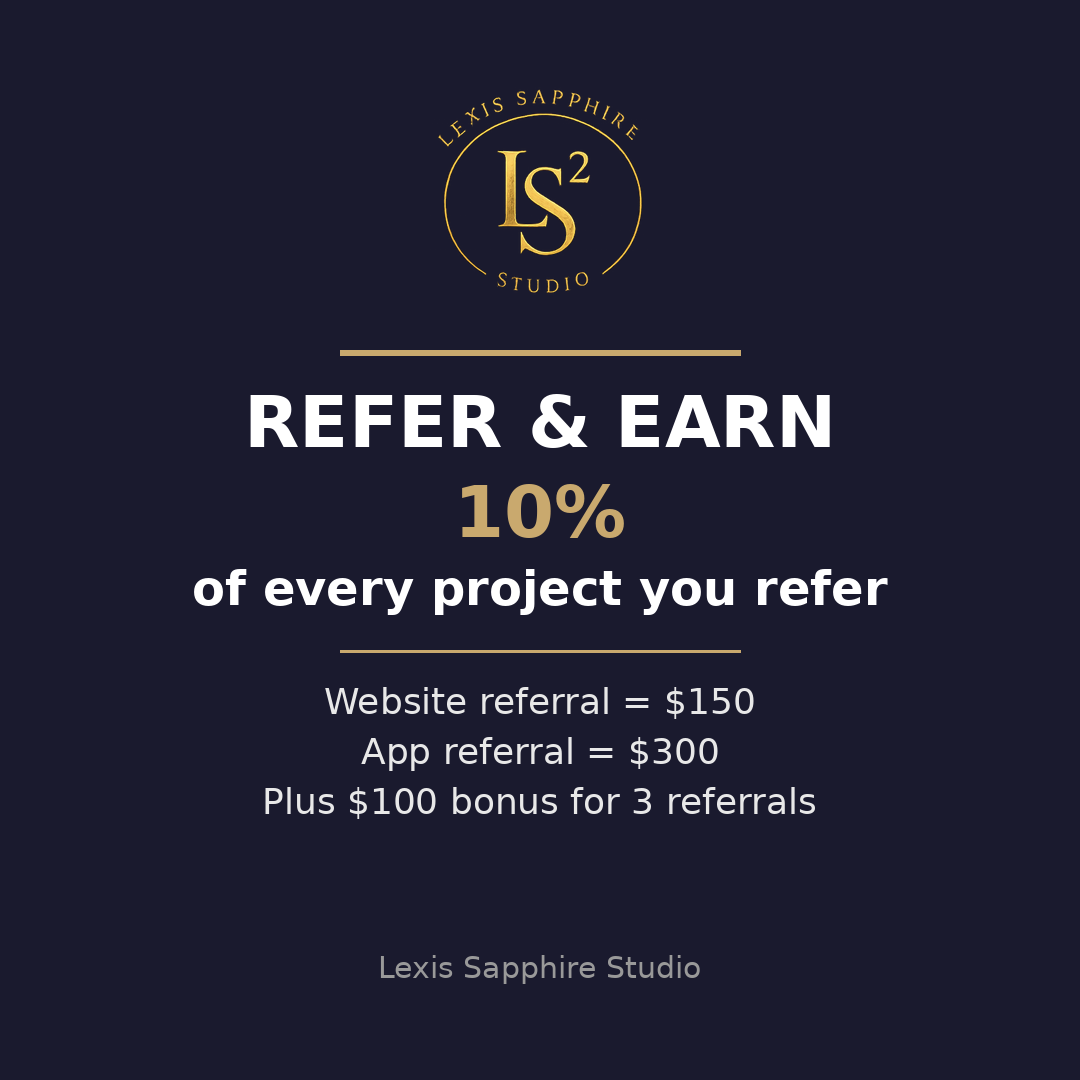 LEXIS SAPPHIRE
LS²
STUDIO
REFER & EARN
10%
of every project you refer
Website referral = $150
App referral = $300
Plus $100 bonus for 3 referrals
Lexis Sapphire Studio